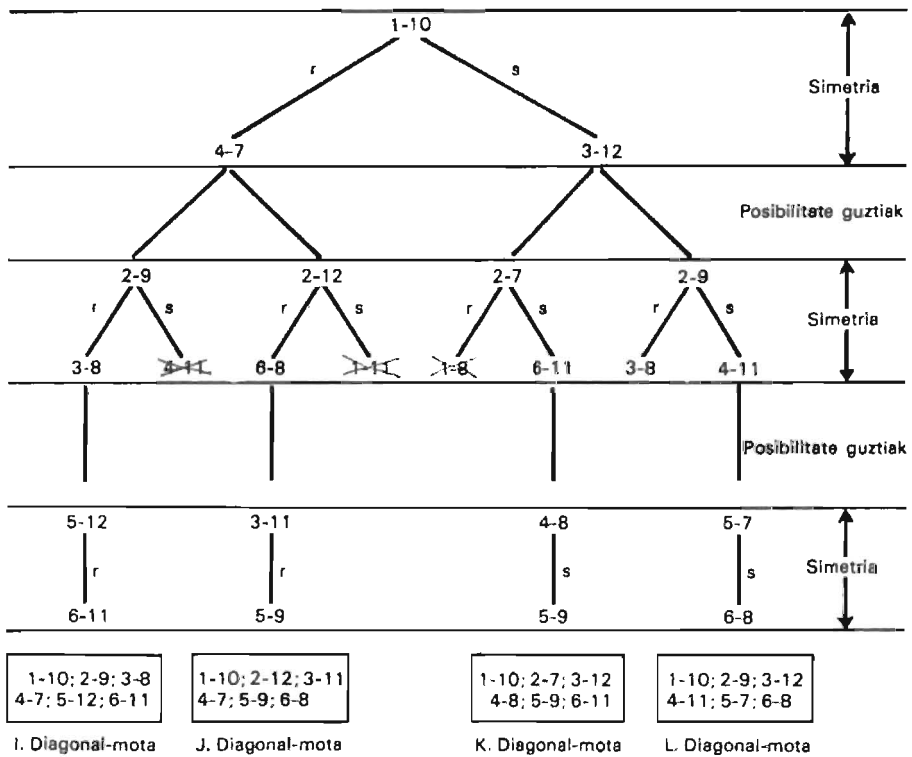 1-10
r s
Simetria
4-7 3-12
Posibilitate guztiak
2-9 2-12 2-7 2-9
r s r s r s r s
Simetria
3-8 4-11 6-8 1-11 1-8 6-11 3-8 4-11
Posibilitate guztiak
5-12 3-11 4-8 5-7
r r s s
Simetria
6-11 5-9 5-9 6-8
1-10; 2-9; 3-8
4-7; 5-12; 6-11
I. Diagonal-mota
1-10; 2-12; 3-11
4-7; 5-9; 6-8
J. Diagonal-mota
1-10; 2-7; 3-12
4-8; 5-9; 6-11
K. Diagonal-mota
1-10; 2-9; 3-12
4-11; 5-7; 6-8
L. Diagonal-mota